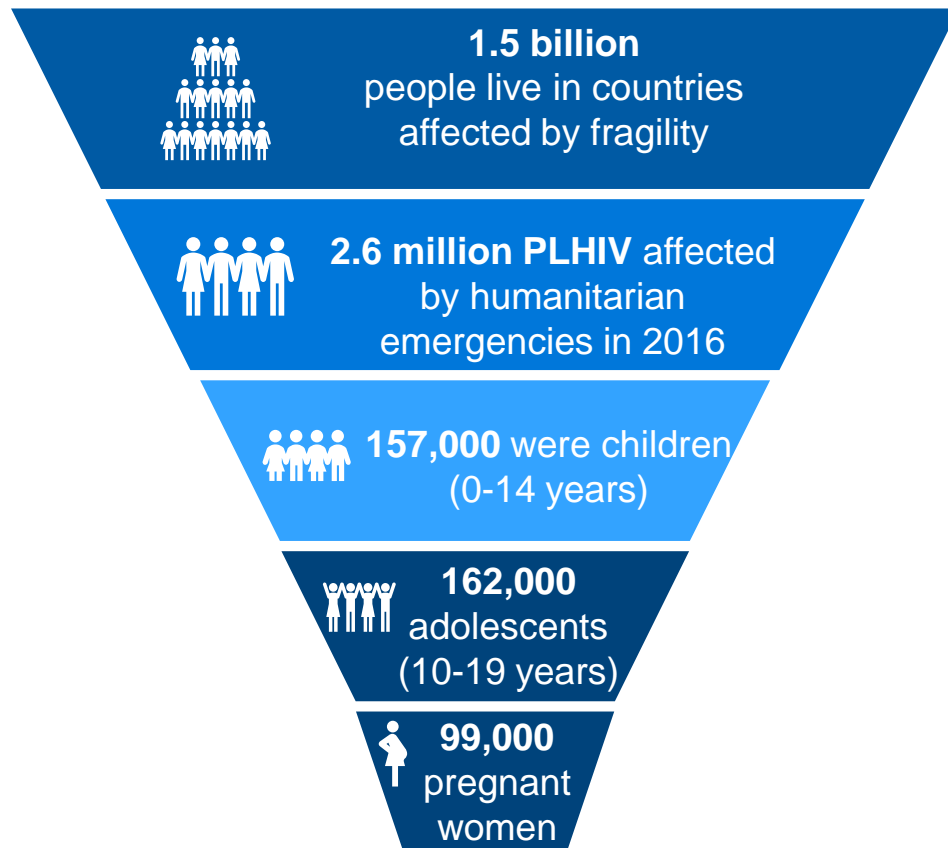 1.5 billion
people live in countries
affected by fragility
2.6 million PLHIV affected
by humanitarian
emergencies in 2016
157,000 were children
(0-14 years)
162,000
adolescents
(10-19 years)
99,000
pregnant
women